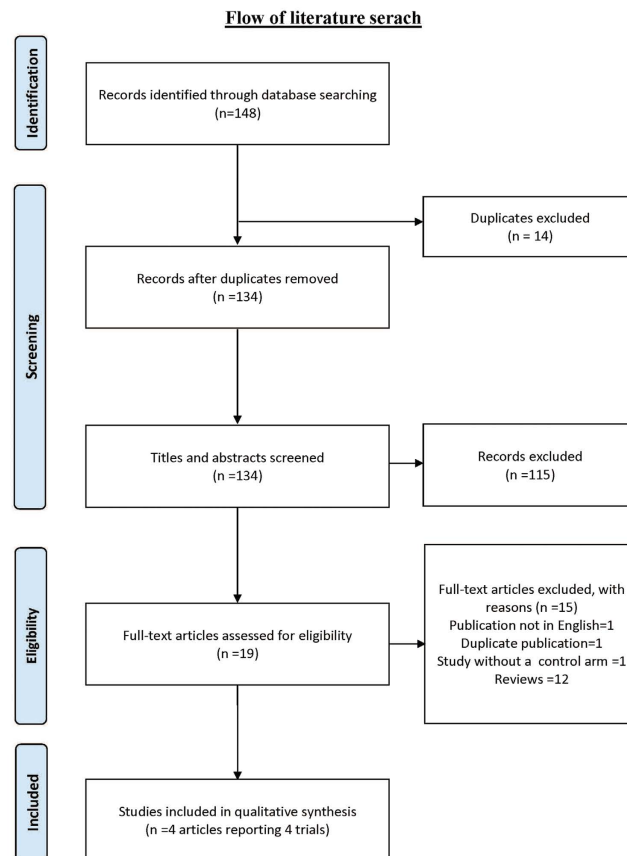 Flow of literature serach
Identification
Records identified through database searching
(n=148)
Duplicates excluded
(n = 14)
Screening
Records after duplicates removed
(n =134)
Titles and abstracts screened
(n =134)
Records excluded
(n =115)
Eligibility
Full-text articles assessed for eligibility
(n =19)
Full-text articles excluded, with
reasons (n =15)
Publication not in English=1
Duplicate publication=1
Study without a control arm =1
Reviews =12
Included
Studies included in qualitative synthesis
(n =4 articles reporting 4 trials)